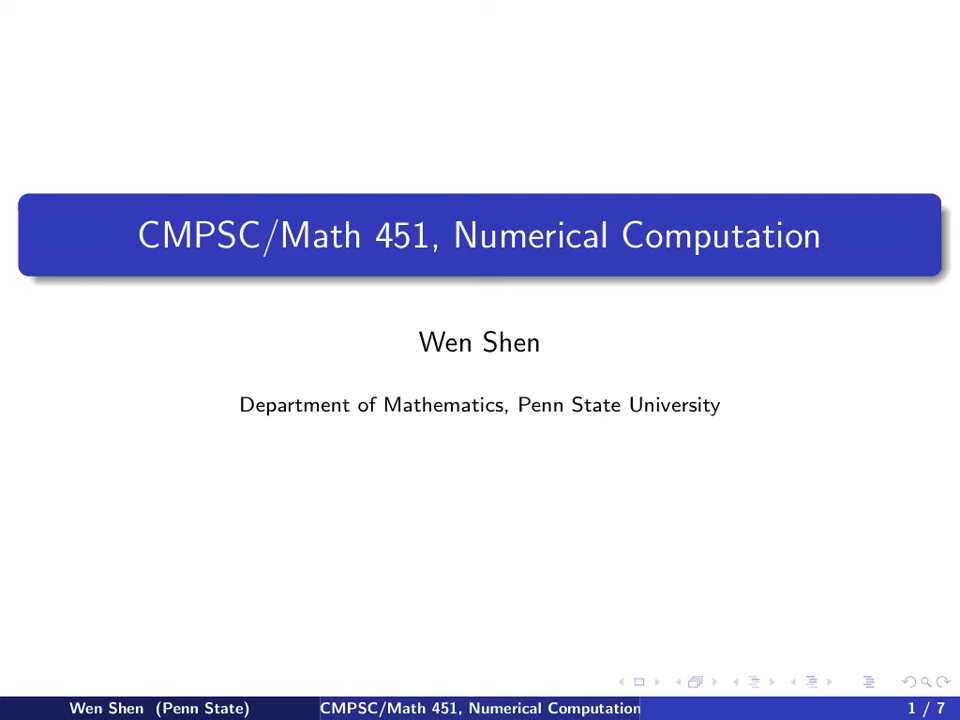 CMPSC/Math 451, Numerical Computation
Wen Shen
Department of Mathematics, Penn State University
Wen Shen (Penn State) CMPSC/Math 451, Numerical Computation 1 / 7